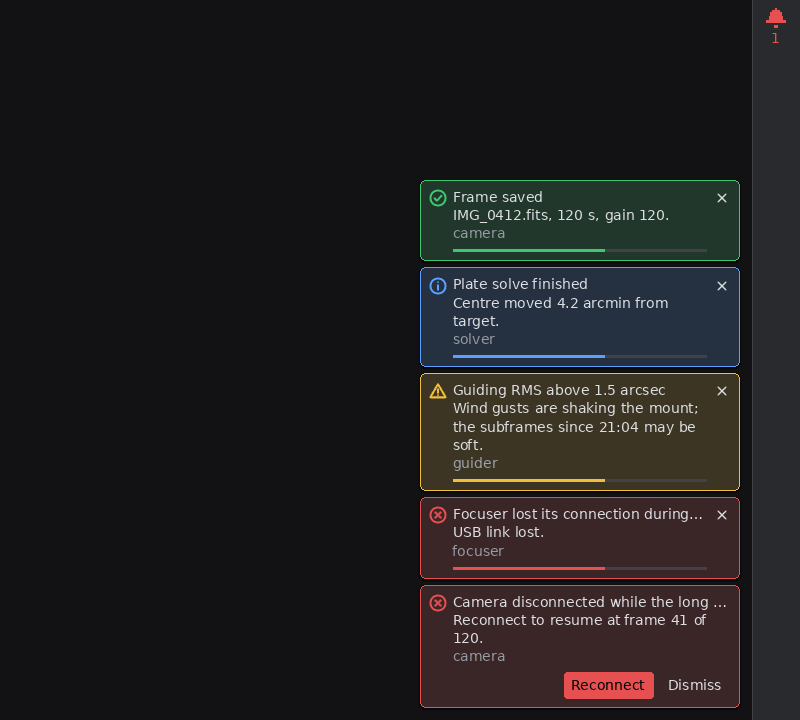 1
Frame saved
IMG_0412.fits, 120 s, gain 120.
camera
Plate solve finished
Centre moved 4.2 arcmin from
target.
solver
Guiding RMS above 1.5 arcsec
Wind gusts are shaking the mount;
the subframes since 21:04 may be
soft.
guider
Focuser lost its connection during…
USB link lost.
focuser
Camera disconnected while the long …
Reconnect to resume at frame 41 of
120.
camera
Reconnect Dismiss